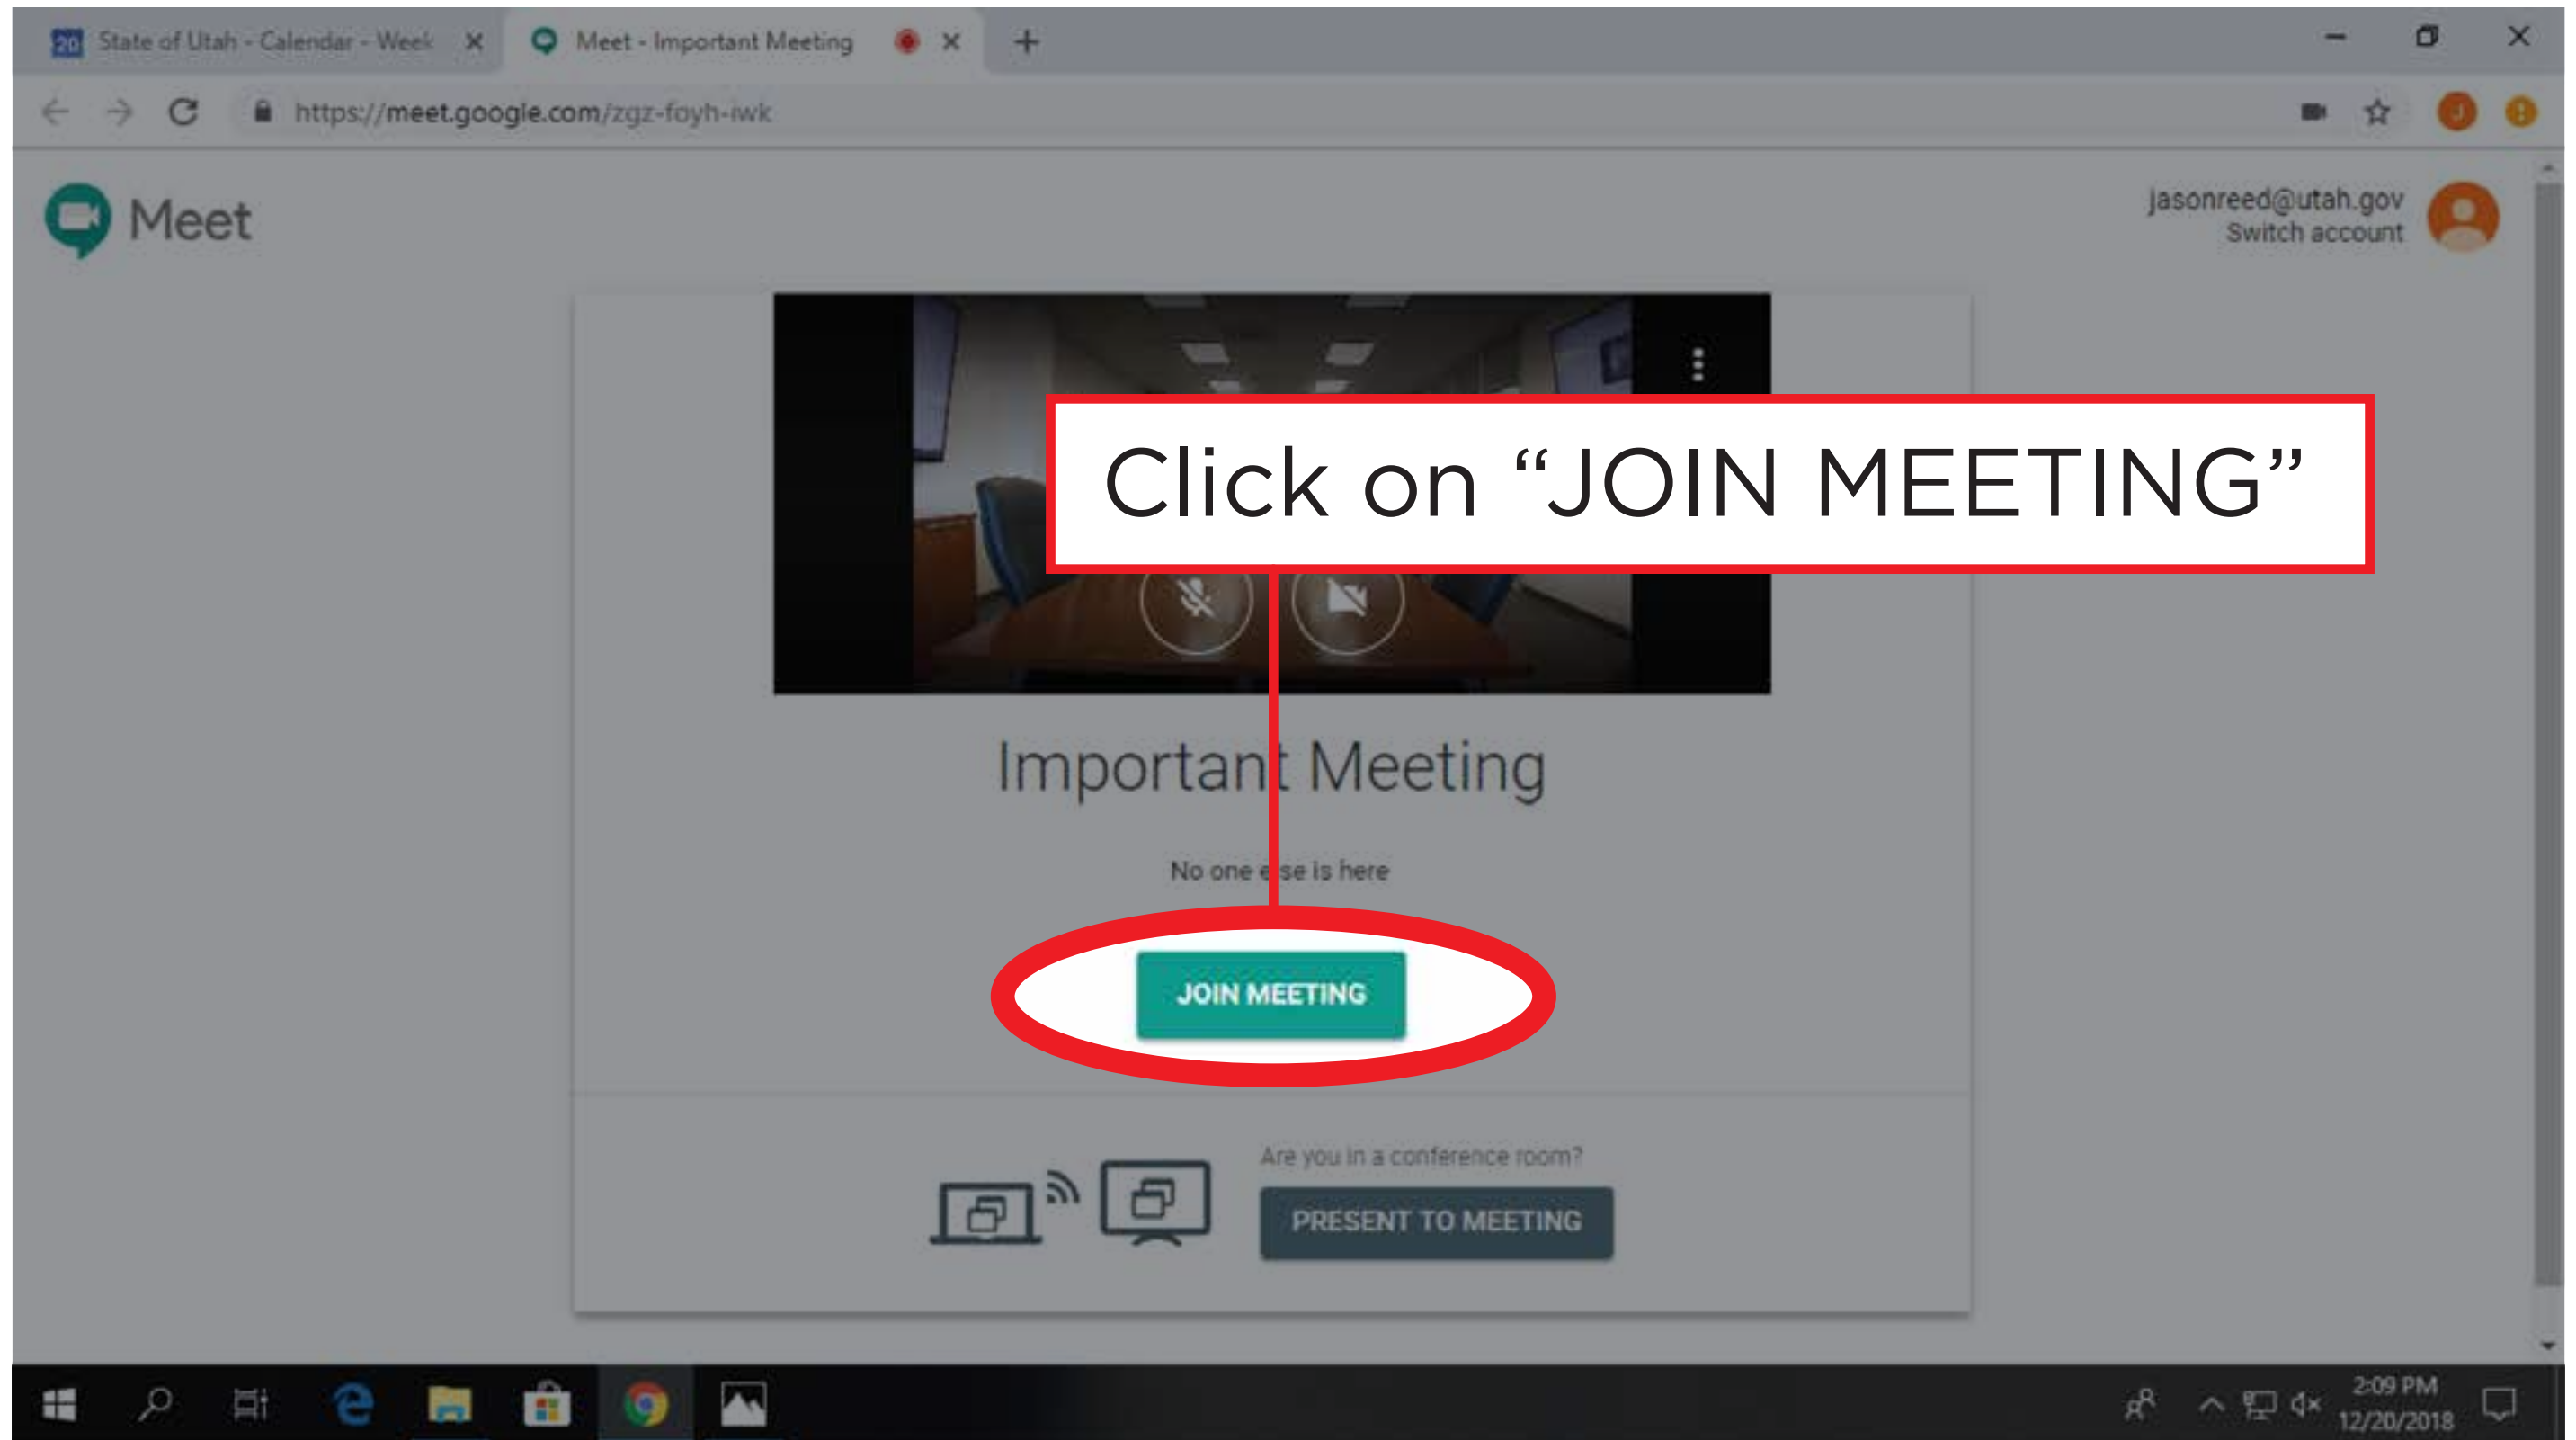 20 State of Utah - Calendar - Week
Meet - Important Meeting
https://meet.google.com/zgz-foyh-iwk
J
Meet
jasonreed@utah.gov
Switch account
Click on “JOIN MEETING”
Important Meeting
No one else is here
JOIN MEETING
Are you in a conference room?
PRESENT TO MEETING
2:09 PM
12/20/2018